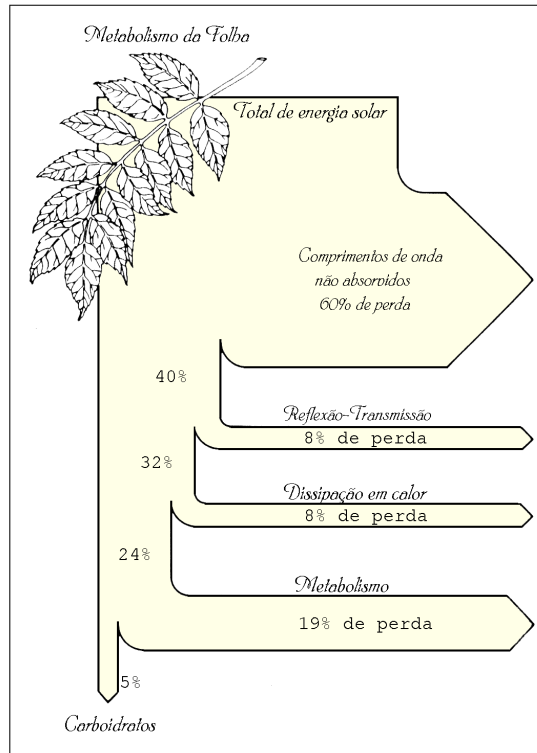 Metabolismo da Folha
Total de energia solar
Comprimentos de onda
não absorvidos
60% de perda
40%
Reflexão-Transmissão
8% de perda
32%
Dissipação em calor
8% de perda
24%
Metabolismo
19% de perda
5%
Carboidratos